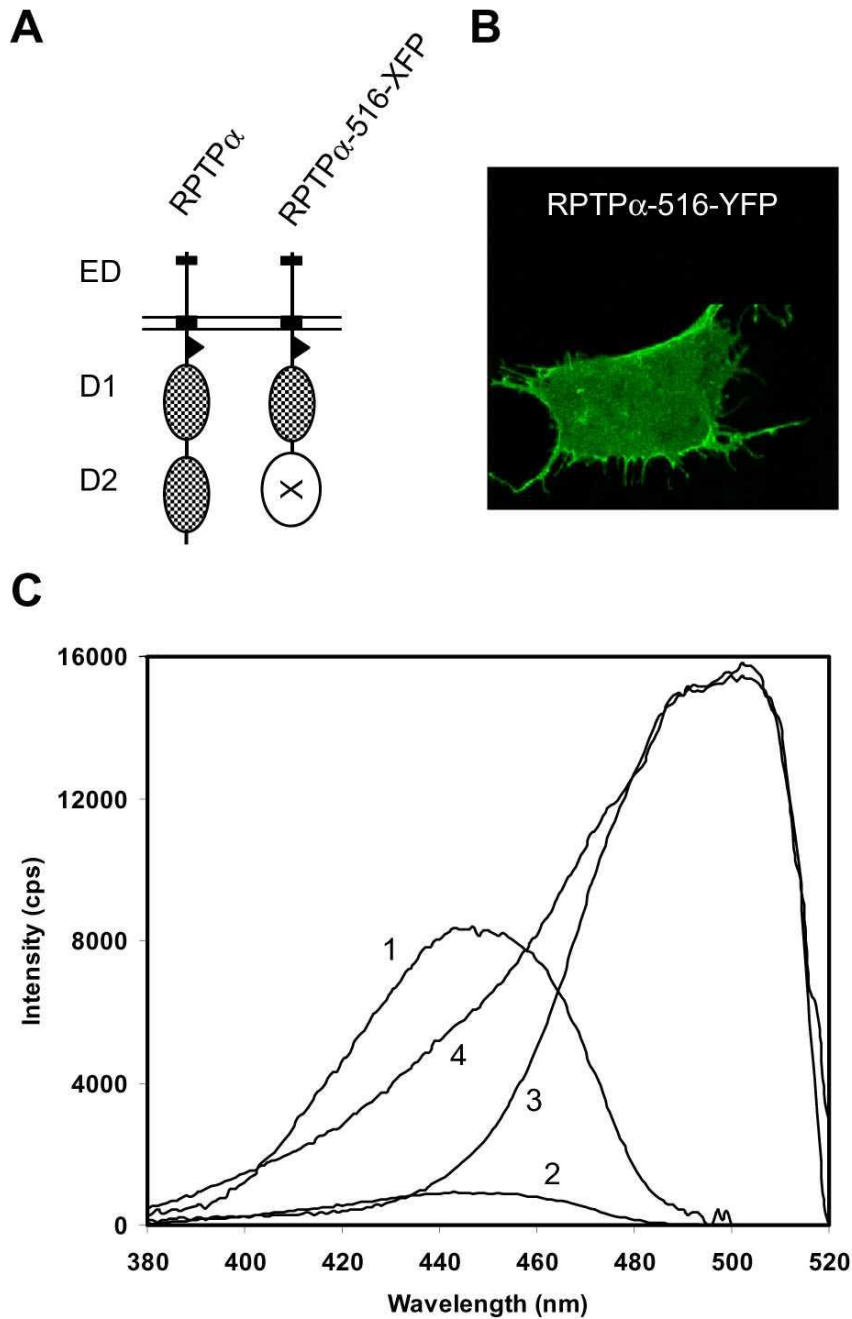 A
B
RPTPα
RPTPα-516-XFP
RPTPα-516-YFP
ED
D1
D2
X
C
16000
12000
8000
4000
0
Intensity (cps)
1
4
3
2
380 400 420 440 460 480 500 520
Wavelength (nm)